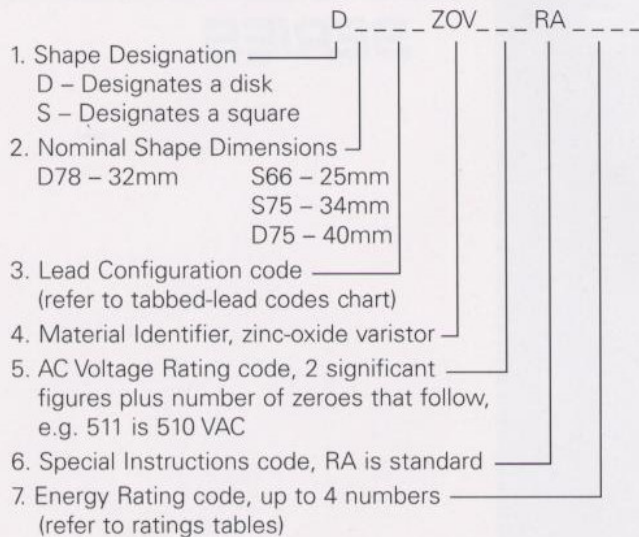 D _ _ _ _ ZOV _ _ _ RA _ _ _ _
1. Shape Designation
D – Designates a disk
S – Designates a square
2. Nominal Shape Dimensions
D78 – 32mm S66 – 25mm
S75 – 34mm
D75 – 40mm
3. Lead Configuration code
(refer to tabbed-lead codes chart)
4. Material Identifier, zinc-oxide varistor
5. AC Voltage Rating code, 2 significant
figures plus number of zeroes that follow,
e.g. 511 is 510 VAC
6. Special Instructions code, RA is standard
7. Energy Rating code, up to 4 numbers
(refer to ratings tables)